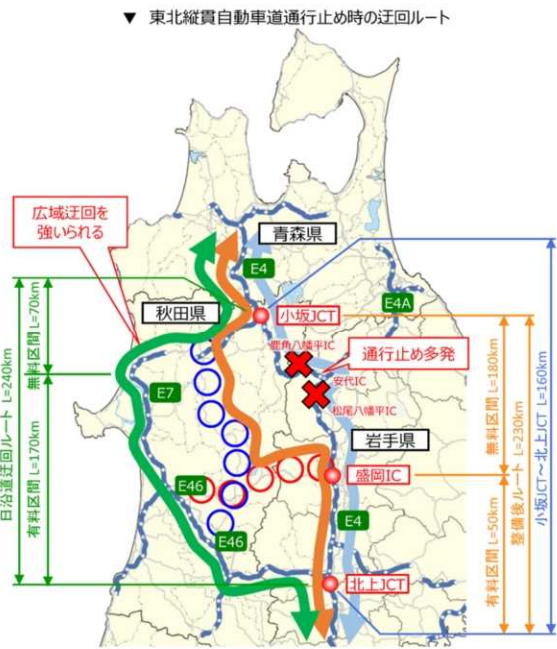 ▼ 東北縦貫自動車道通行止め時の迂回ルート
広域迂回を
強いられる
青森県
E4
秋田県
小坂JCT
E4A
鹿角八幡平IC
通行止め多発
安代IC
松尾八幡平IC
E7
岩手県
E46
盛岡IC
E4
E46
北上JCT
日沿道迂回ルート L=240km
無料区間 L=70km
有料区間 L=170km
無料区間 L=180km
有料区間 L=50km
整備後ルート L=230km
小坂JCT～北上JCT L=160km